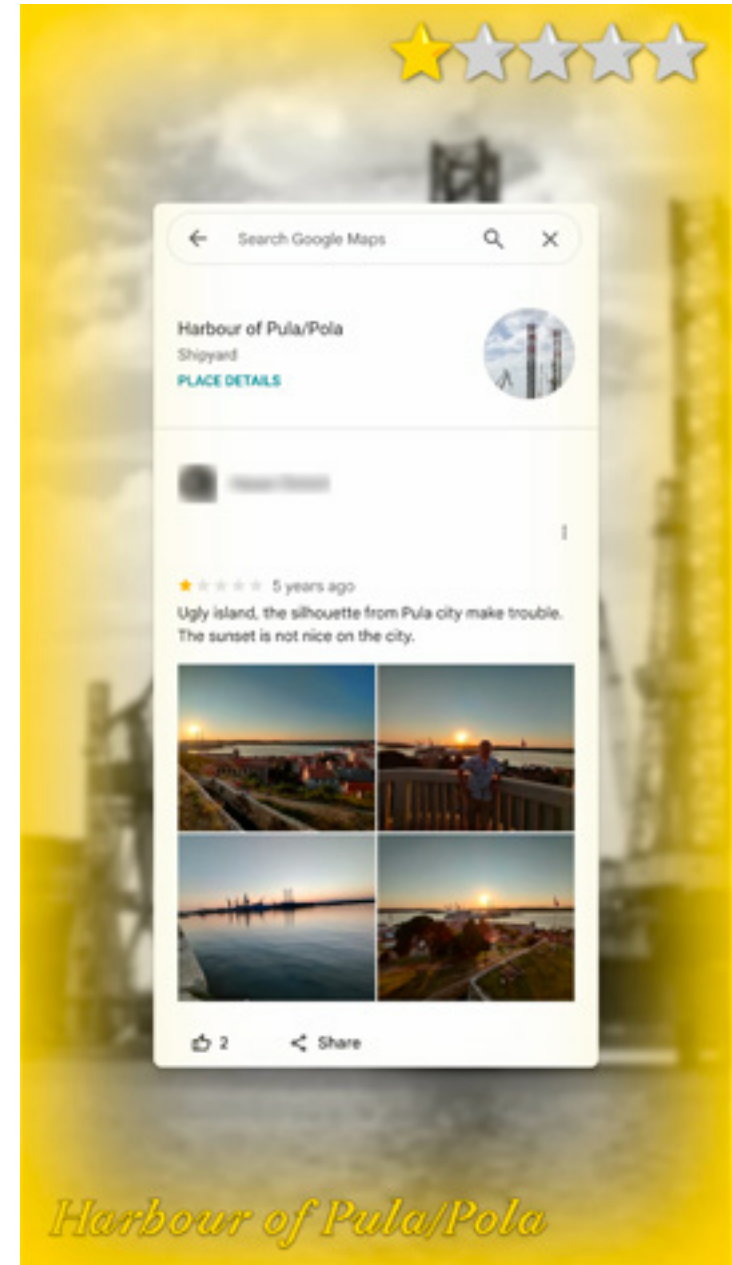 Search Google Maps
Harbour of Pula/Pola
Shipyard
PLACE DETAILS
5 years ago
Ugly island, the silhouette from Pula city make trouble.
The sunset is not nice on the city.
2
Share
Harbour of Pula/Pola